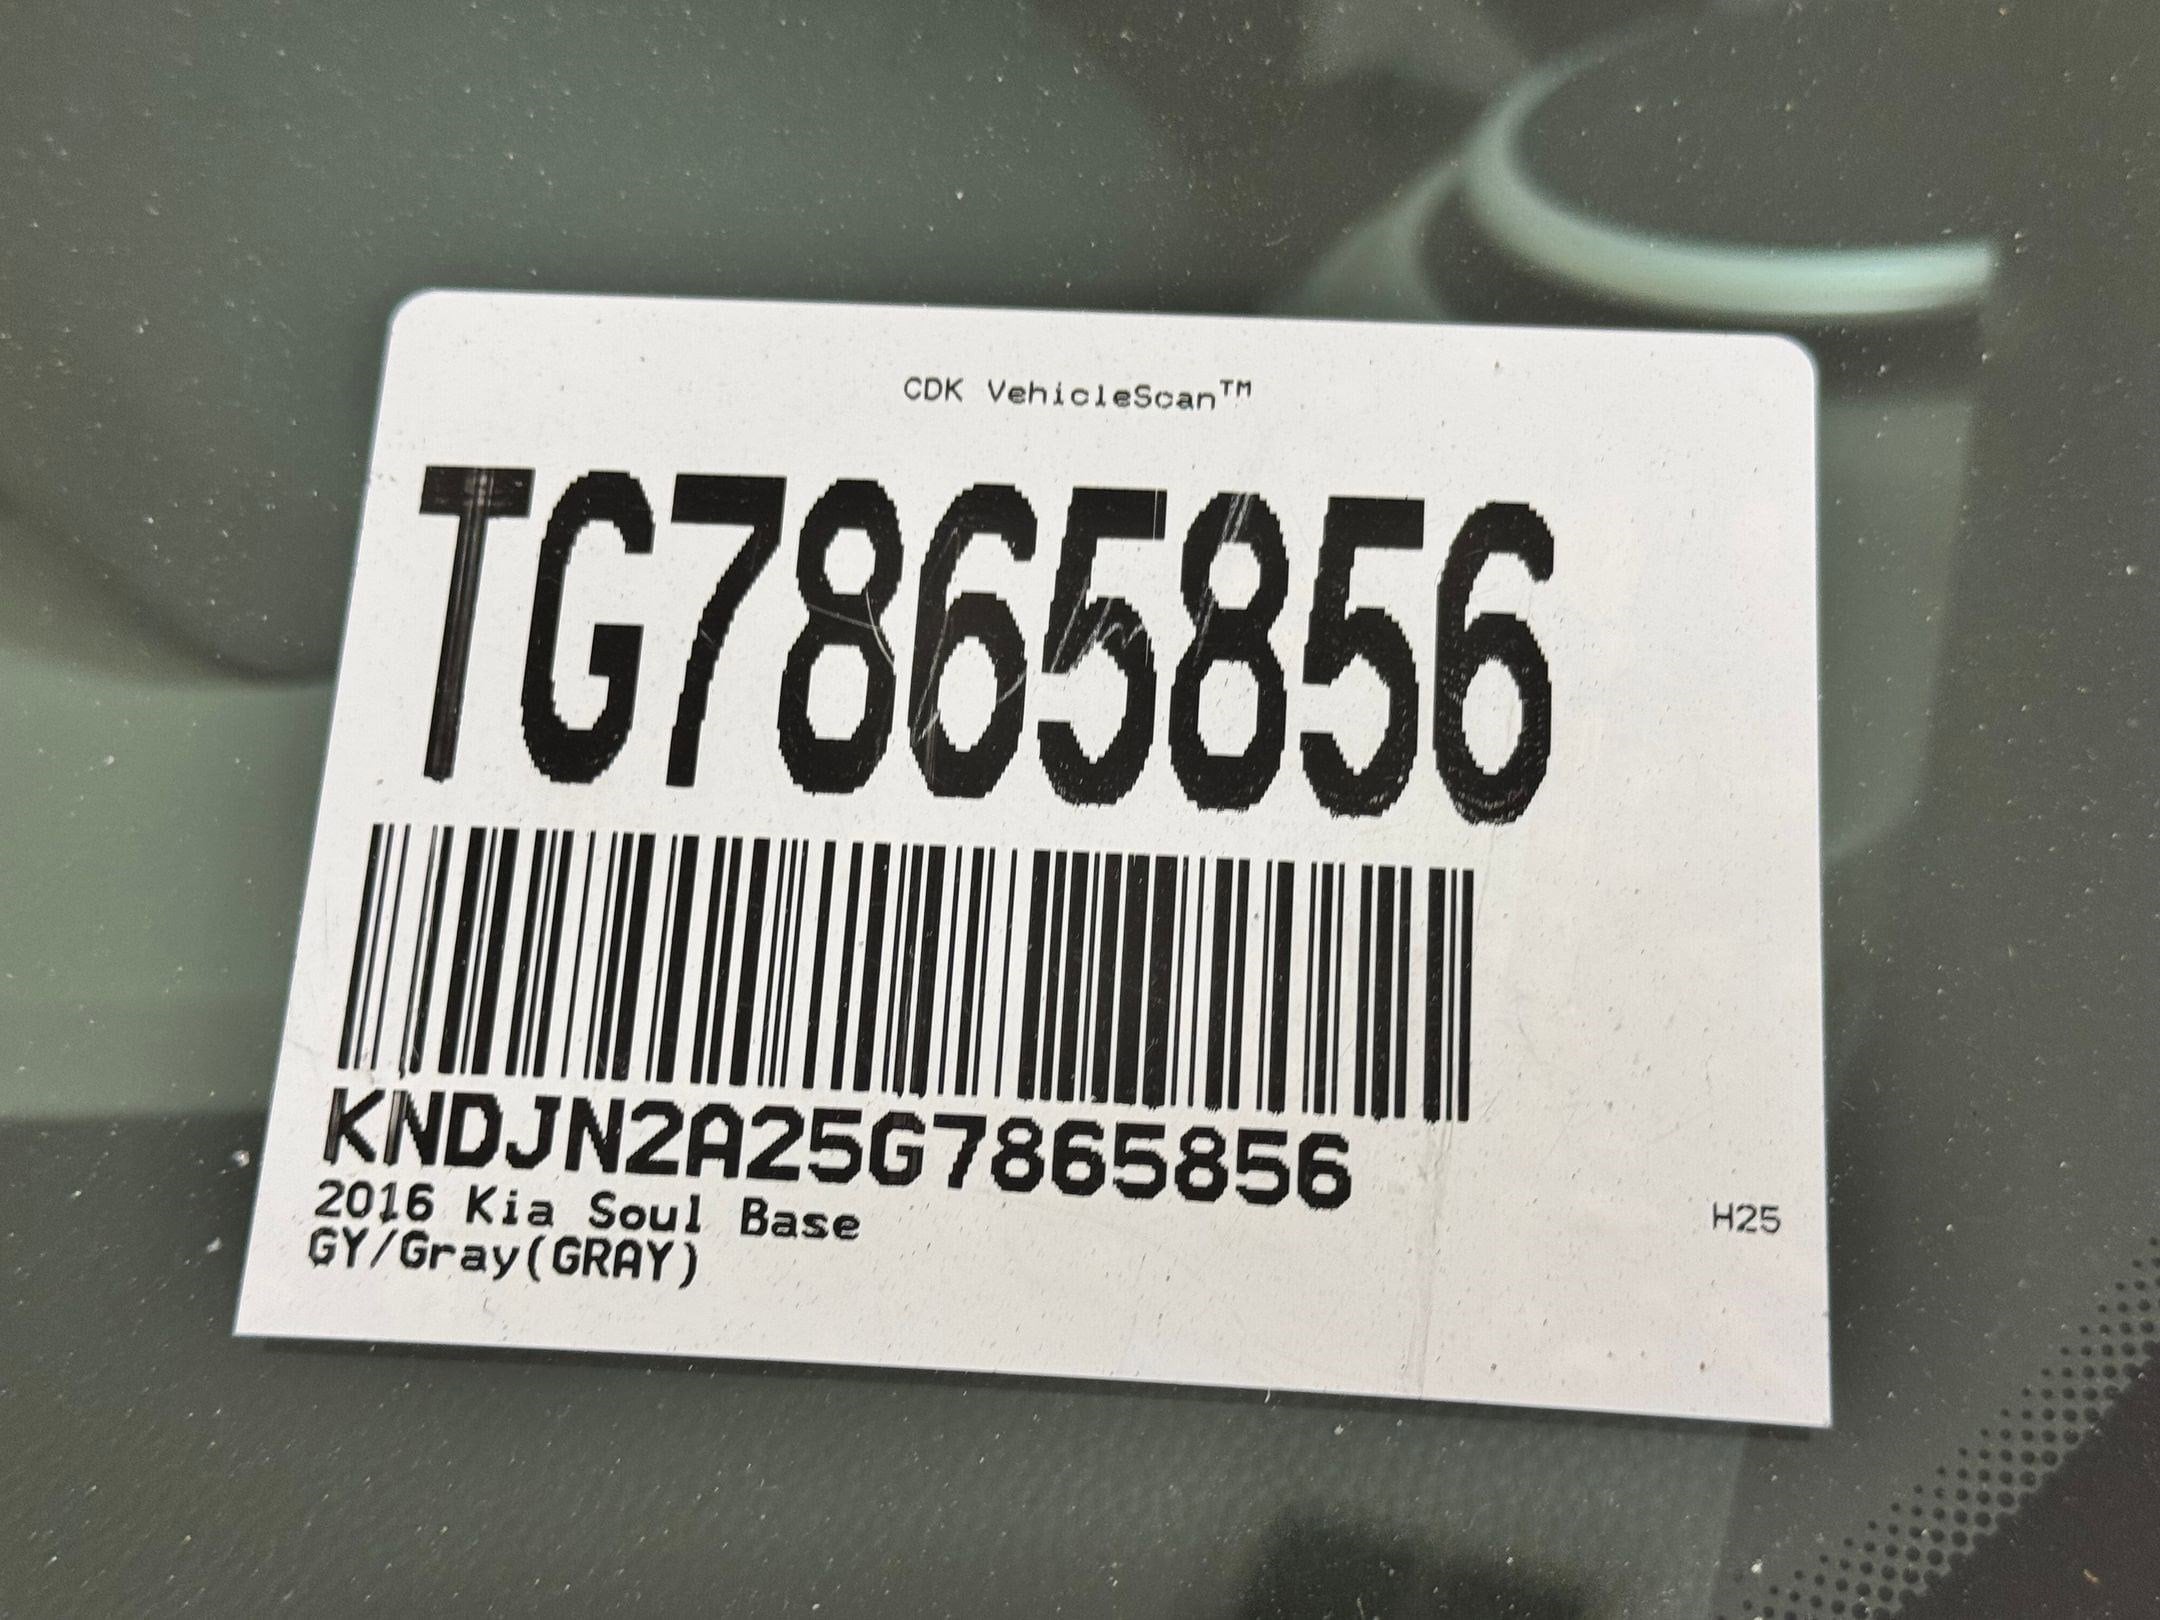 CDK VehicleScan™
TG7865856
KNDJN2A25G7865856
2016 Kia Soul Base
GY/Gray(GRAY)
H25